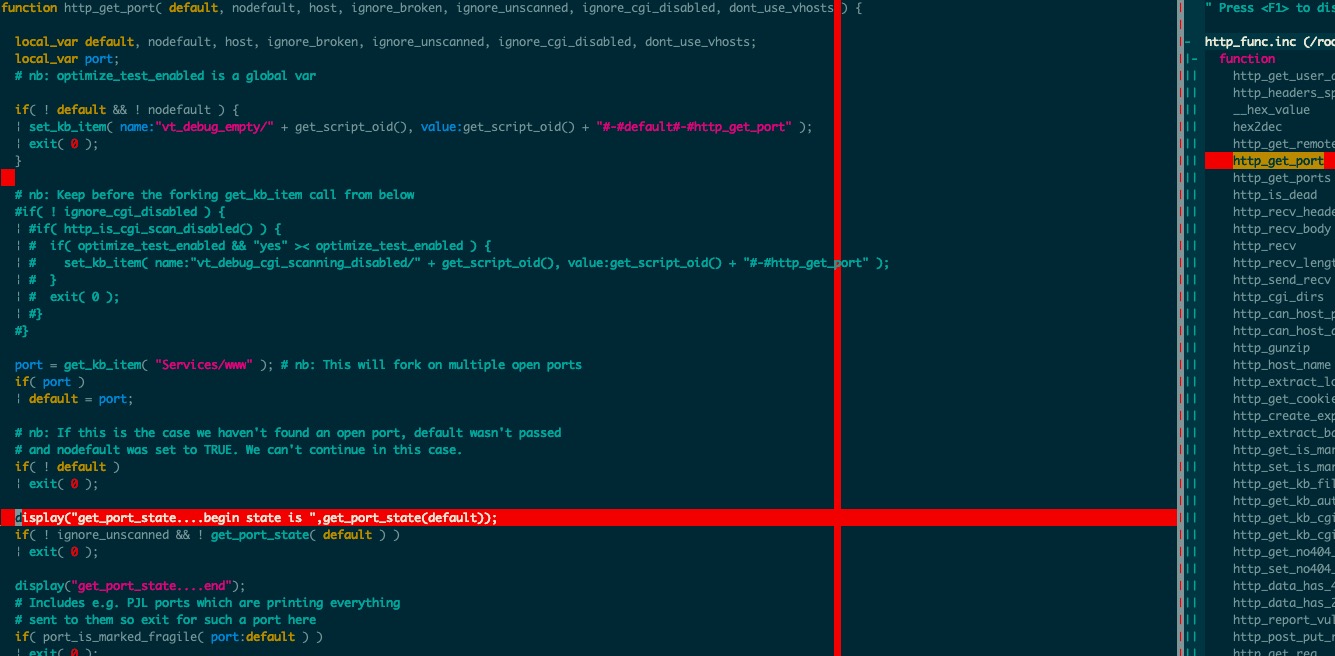 function http_get_port( default, nodefault, host, ignore_broken, ignore_unscanned, ignore_cgi_disabled, dont_use_vhosts ) {
local_var default, nodefault, host, ignore_broken, ignore_unscanned, ignore_cgi_disabled, dont_use_vhosts;
local_var port;
# nb: optimize_test_enabled is a global var
if( ! default && ! nodefault ) {
¦ set_kb_item( name:"vt_debug_empty/" + get_script_oid(), value:get_script_oid() + "#-#default#-#http_get_port" );
¦ exit( 0 );
}
# nb: Keep before the forking get_kb_item call from below
#if( ! ignore_cgi_disabled ) {
¦ #if( http_is_cgi_scan_disabled() ) {
¦ #  if( optimize_test_enabled && "yes" >< optimize_test_enabled ) {
¦ #    set_kb_item( name:"vt_debug_cgi_scanning_disabled/" + get_script_oid(), value:get_script_oid() + "#-#http_get_port" );
¦ #  }
¦ #  exit( 0 );
¦ #}
#}
port = get_kb_item( "Services/www" ); # nb: This will fork on multiple open ports
if( port )
¦ default = port;
# nb: If this is the case we haven't found an open port, default wasn't passed
# and nodefault was set to TRUE. We can't continue in this case.
if( ! default )
¦ exit( 0 );
display("get_port_state....begin state is ",get_port_state(default));
if( ! ignore_unscanned && ! get_port_state( default ) )
¦ exit( 0 );
display("get_port_state....end");
# Includes e.g. PJL ports which are printing everything
# sent to them so exit for such a port here
if( port_is_marked_fragile( port:default ) )
¦ exit( 0 );
" Press <F1> to dis
http_func.inc (/roo
function
http_get_user_a
http_headers_sp
__hex_value
hex2dec
http_get_remote
http_get_port
http_get_ports
http_is_dead
http_recv_heade
http_recv_body
http_recv
http_recv_lengt
http_send_recv
http_cgi_dirs
http_can_host_p
http_can_host_a
http_gunzip
http_host_name
http_extract_lo
http_get_cookie
http_create_exp
http_extract_bo
http_get_is_mar
http_set_is_mar
http_get_kb_fil
http_get_kb_aut
http_get_kb_cgi
http_get_kb_cgi
http_get_no404_
http_set_no404_
http_data_has_4
http_data_has_2
http_report_vul
http_post_put_r
http_get_req